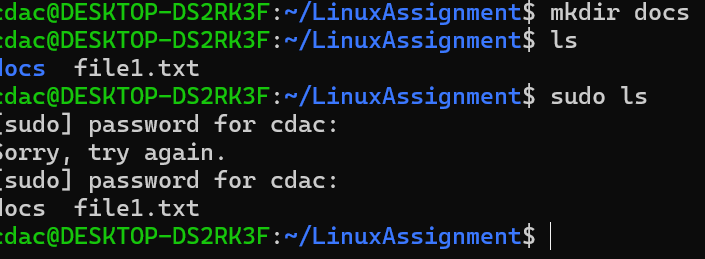 cdac@DESKTOP-DS2RK3F:~/LinuxAssignment$ mkdir docs
cdac@DESKTOP-DS2RK3F:~/LinuxAssignment$ ls
docs  file1.txt
cdac@DESKTOP-DS2RK3F:~/LinuxAssignment$ sudo ls
[sudo] password for cdac:
Sorry, try again.
[sudo] password for cdac:
docs  file1.txt
cdac@DESKTOP-DS2RK3F:~/LinuxAssignment$